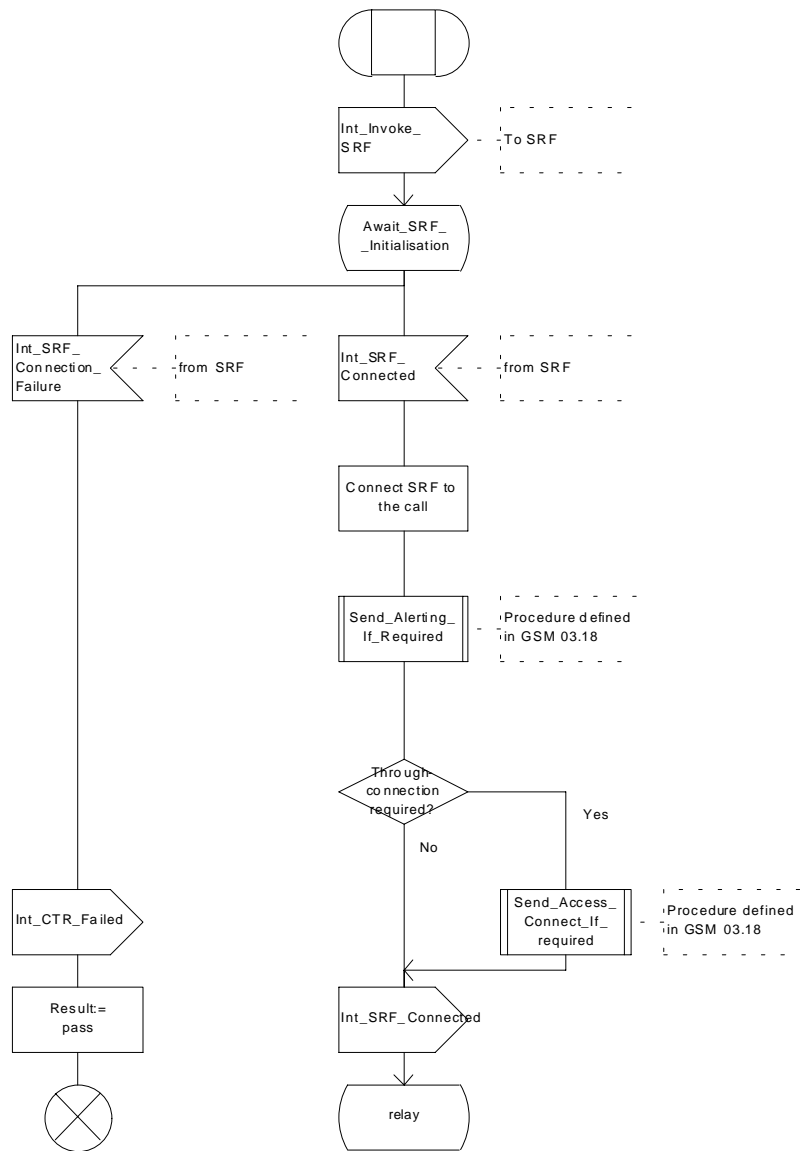 Int_Invoke_
SRF
To SRF
Await_SRF_
_Initialisation
Int_SRF_
Connection_
Failure
from SRF
Int_SRF_
Connected
from SRF
Connect SRF to
the call
Send_Alerting_
If_Required
Procedure defined
in GSM 03.18
Through-
connection
required?
Yes
No
Int_CTR_Failed
Send_Access_
Connect_If_
required
Procedure defined
in GSM 03.18
Result:=
pass
Int_SRF_Connected
relay